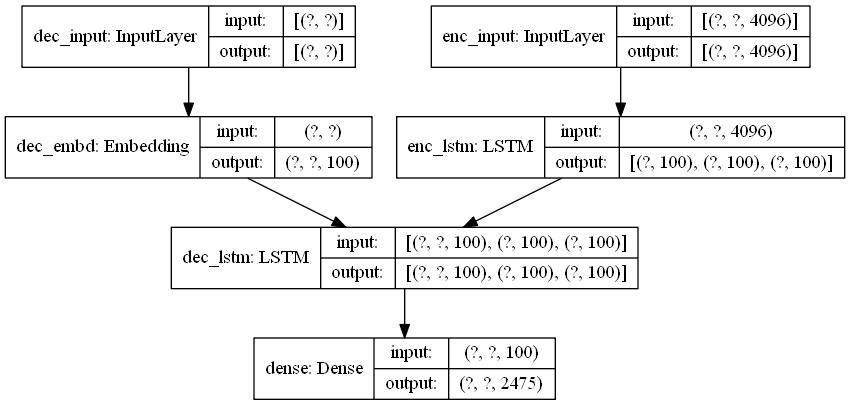 dec_input: InputLayer
input: [(?, ?)]
output: [(?, ?)]
enc_input: InputLayer
input: [(?, ?, 4096)]
output: [(?, ?, 4096)]
dec_embd: Embedding
input: (?, ?)
output: (?, ?, 100)
enc_lstm: LSTM
input: (?, ?, 4096)
output: [(?, 100), (?, 100), (?, 100)]
dec_lstm: LSTM
input: [(?, ?, 100), (?, 100), (?, 100)]
output: [(?, ?, 100), (?, 100), (?, 100)]
dense: Dense
input: (?, ?, 100)
output: (?, ?, 2475)